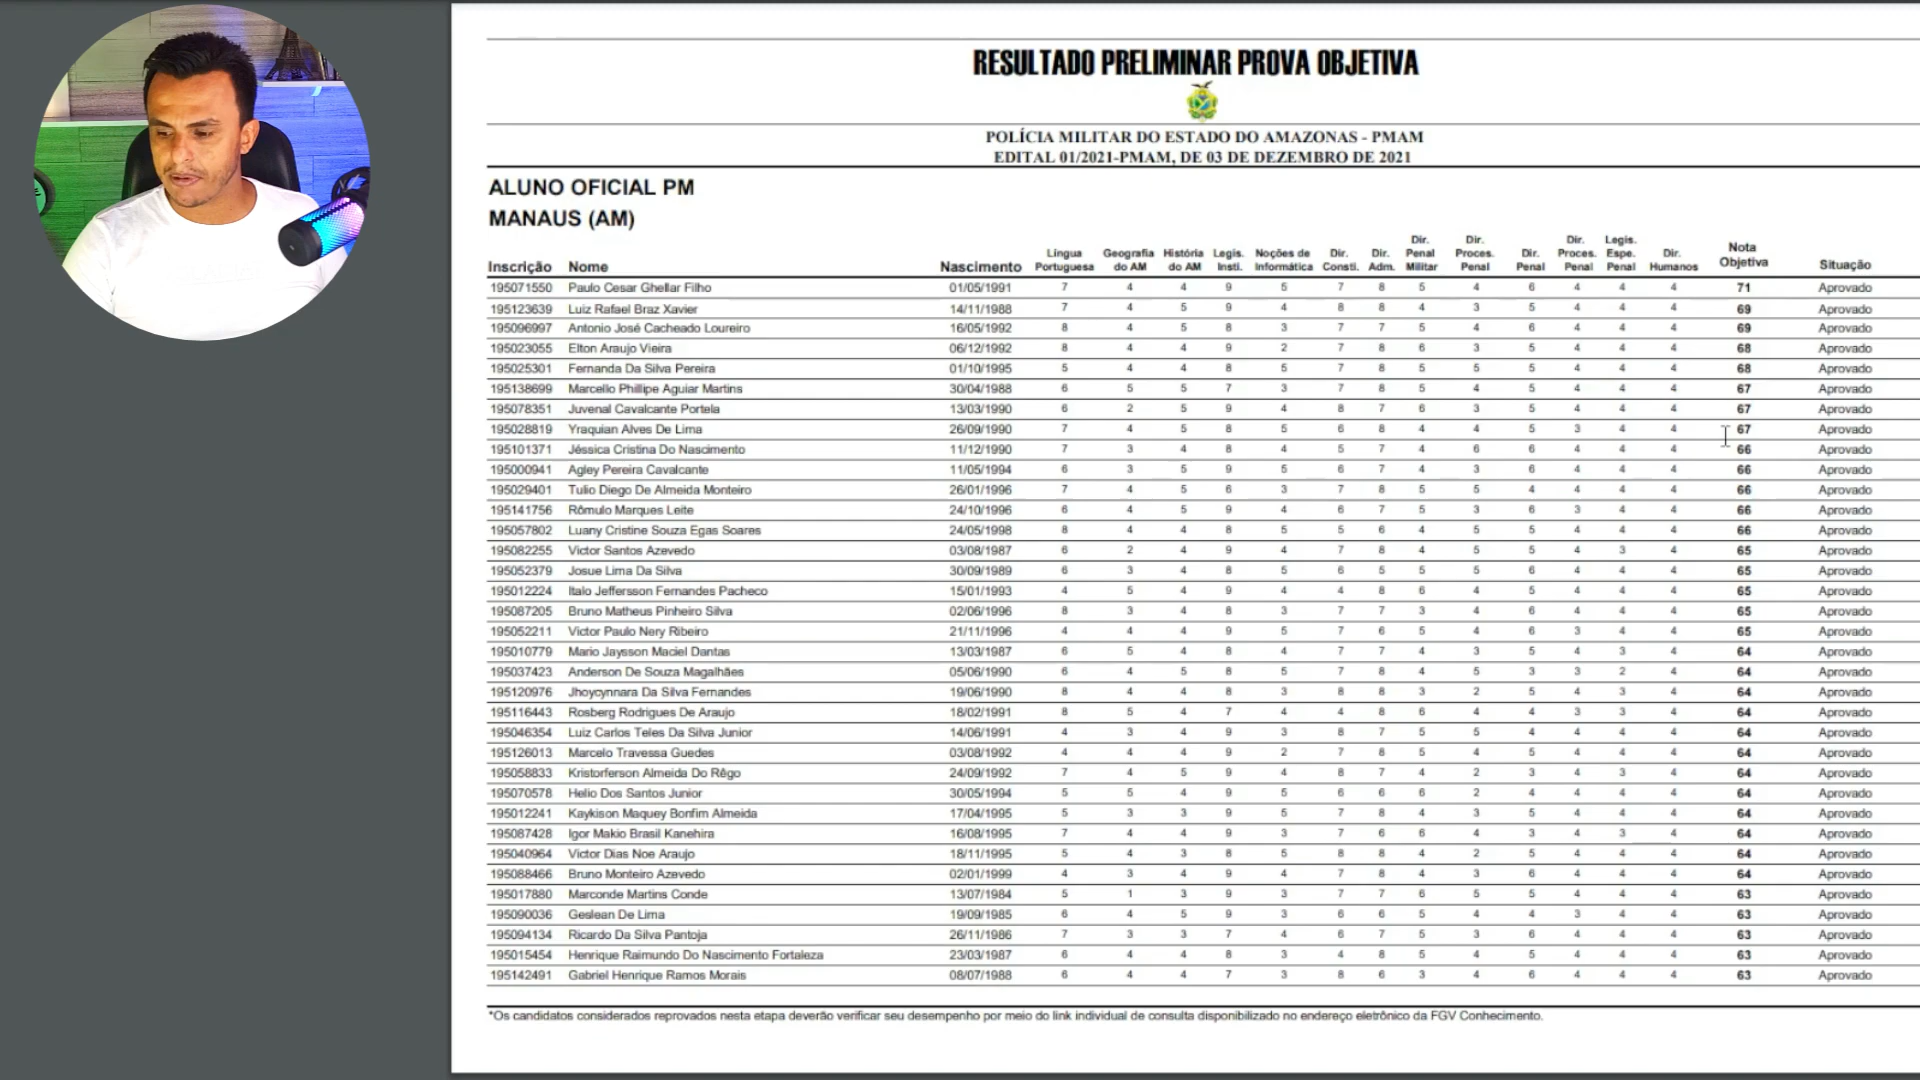 RESULTADO PRELIMINAR PROVA OBJETIVA
POLÍCIA MILITAR DO ESTADO DO AMAZONAS - PMAM
EDITAL 01/2021-PMAM, DE 03 DE DEZEMBRO DE 2021
ALUNO OFICIAL PM
MANAUS (AM)
Inscrição Nome Nascimento Língua Portuguesa Geografia do AM História do AM Legis. Insti. Noções de Informática Dir. Consti. Dir. Adm. Dir. Penal Militar Dir. Proces. Penal Dir. Penal Dir. Proces. Penal Legis. Espe. Penal Dir. Humanos Nota Objetiva Situação
195071550 Paulo Cesar Ghellar Filho 01/05/1991 7 4 4 9 5 7 8 5 4 6 4 4 4 71 Aprovado
195123639 Luiz Rafael Braz Xavier 14/11/1988 7 4 5 9 4 8 8 4 3 5 4 4 4 69 Aprovado
195096997 Antonio José Cacheado Loureiro 16/05/1992 8 4 5 8 3 7 7 5 4 6 4 4 4 69 Aprovado
195023055 Elton Araujo Vieira 06/12/1992 8 4 4 9 2 7 8 6 3 5 4 4 4 68 Aprovado
195025301 Fernanda Da Silva Pereira 01/10/1995 5 4 4 8 5 7 8 5 5 5 4 4 4 68 Aprovado
195138699 Marcello Phillipe Aguiar Martins 30/04/1988 6 5 5 7 3 7 8 5 4 5 4 4 4 67 Aprovado
195078351 Juvenal Cavalcante Portela 13/03/1990 6 2 5 9 4 8 7 6 3 5 4 4 4 67 Aprovado
195028819 Yraquian Alves De Lima 26/09/1990 7 4 5 8 5 6 8 4 4 5 3 4 4 67 Aprovado
195101371 Jéssica Cristina Do Nascimento 11/12/1990 7 3 4 8 4 5 7 4 6 6 4 4 4 66 Aprovado
195000941 Agley Pereira Cavalcante 11/05/1994 6 3 5 9 5 6 7 4 3 6 4 4 4 66 Aprovado
195029401 Tulio Diego De Almeida Monteiro 26/01/1996 7 4 5 6 3 7 8 5 5 4 4 4 4 66 Aprovado
195141756 Rômulo Marques Leite 24/10/1996 6 4 5 9 4 6 7 5 3 6 3 4 4 66 Aprovado
195057802 Luany Cristine Souza Egas Soares 24/05/1998 8 4 4 8 5 5 6 4 5 5 4 4 4 66 Aprovado
195082255 Victor Santos Azevedo 03/08/1987 6 2 4 9 4 7 8 4 5 5 4 3 4 65 Aprovado
195052379 Josue Lima Da Silva 30/09/1989 6 3 4 8 5 6 5 5 5 6 4 4 4 65 Aprovado
195012224 Italo Jeffersson Fernandes Pacheco 15/01/1993 4 5 4 9 4 4 8 6 4 5 4 4 4 65 Aprovado
195087205 Bruno Matheus Pinheiro Silva 02/06/1996 8 3 4 8 3 7 7 3 4 6 4 4 4 65 Aprovado
195052211 Victor Paulo Nery Ribeiro 21/11/1996 4 4 4 9 5 7 6 5 4 6 3 4 4 65 Aprovado
195010779 Mario Jaysson Maciel Dantas 13/03/1987 6 5 4 8 4 7 7 4 3 5 4 3 4 64 Aprovado
195037423 Anderson De Souza Magalhães 05/06/1990 6 4 5 8 5 7 8 4 5 3 3 2 4 64 Aprovado
195120976 Jhoycynnara Da Silva Fernandes 19/06/1990 8 4 4 8 3 8 8 3 2 5 4 3 4 64 Aprovado
195116443 Rosberg Rodrigues De Araujo 18/02/1991 8 5 4 7 4 4 8 6 4 4 3 3 4 64 Aprovado
195046354 Luiz Carlos Teles Da Silva Junior 14/06/1991 4 3 4 9 3 8 7 5 5 4 4 4 4 64 Aprovado
195126013 Marcelo Travessa Guedes 03/08/1992 4 4 4 9 2 7 8 5 4 5 4 4 4 64 Aprovado
195058833 Kristorferson Almeida Do Rêgo 24/09/1992 7 4 5 9 4 8 7 4 2 3 4 3 4 64 Aprovado
195070578 Helio Dos Santos Junior 30/05/1994 5 5 4 9 5 6 6 6 2 4 4 4 4 64 Aprovado
195012241 Kaykison Maquey Bonfim Almeida 17/04/1995 5 3 3 9 5 7 8 4 3 5 4 4 4 64 Aprovado
195087428 Igor Makio Brasil Kanehira 16/08/1995 7 4 4 9 3 7 6 6 4 3 4 3 4 64 Aprovado
195040964 Victor Dias Noe Araujo 18/11/1995 5 4 3 8 5 8 8 4 2 5 4 4 4 64 Aprovado
195088466 Bruno Monteiro Azevedo 02/01/1999 4 3 4 9 4 7 8 4 3 6 4 4 4 64 Aprovado
195017880 Marconde Martins Conde 13/07/1984 5 1 3 9 3 7 7 6 5 5 4 4 4 63 Aprovado
195090036 Geslean De Lima 19/09/1985 6 4 5 9 3 6 6 5 4 4 3 4 4 63 Aprovado
195094134 Ricardo Da Silva Pantoja 26/11/1986 7 3 3 7 4 6 7 5 3 6 4 4 4 63 Aprovado
195015454 Henrique Raimundo Do Nascimento Fortaleza 23/03/1987 6 4 4 8 3 4 8 5 4 5 4 4 4 63 Aprovado
195142491 Gabriel Henrique Ramos Morais 08/07/1988 6 4 4 7 3 8 6 3 4 6 4 4 4 63 Aprovado
*Os candidatos considerados reprovados nesta etapa deverão verificar seu desempenho por meio do link individual de consulta disponibilizado no endereço eletrônico da FGV Conhecimento.